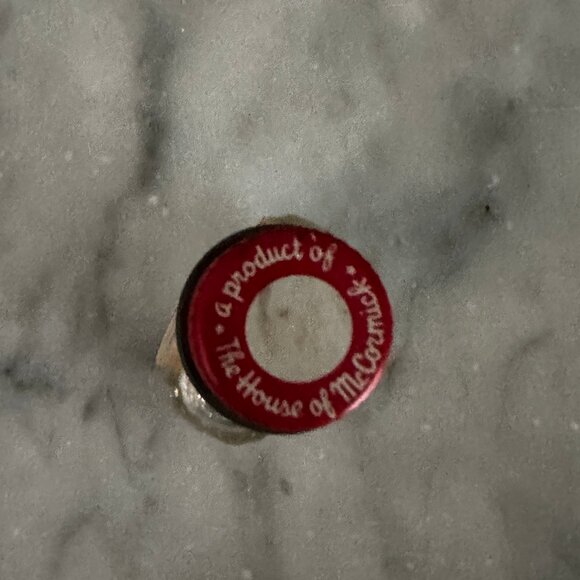 a product of
The House of McCormick